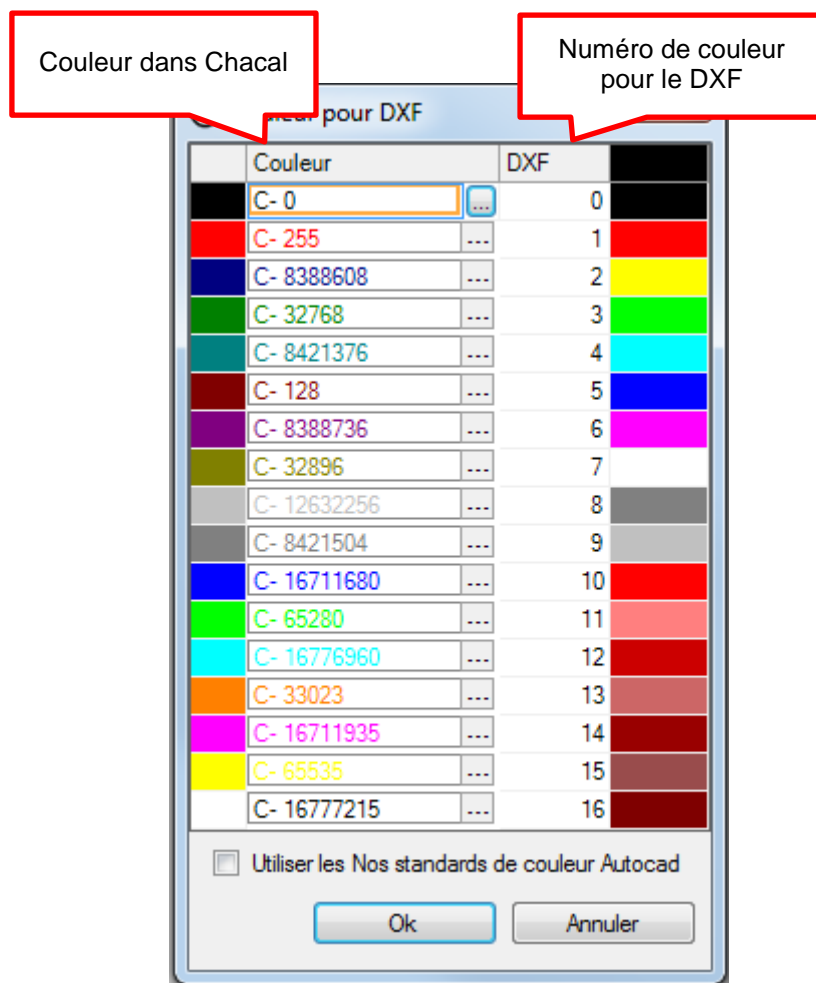 Couleur dans Chacal
Numéro de couleur
pour le DXF
pour DXF
Couleur DXF
C- 0 ... 0
C- 255 ... 1
C- 8388608 ... 2
C- 32768 ... 3
C- 8421376 ... 4
C- 128 ... 5
C- 8388736 ... 6
C- 32896 ... 7
C- 12632256 ... 8
C- 8421504 ... 9
C- 16711680 ... 10
C- 65280 ... 11
C- 16776960 ... 12
C- 33023 ... 13
C- 16711935 ... 14
C- 65535 ... 15
C- 16777215 ... 16
Utiliser les Nos standards de couleur Autocad
Ok Annuler